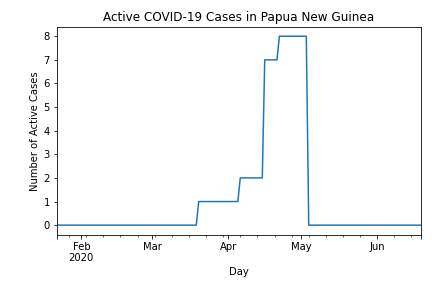 Active COVID-19 Cases in Papua New Guinea
8
7
6
5
4
3
2
1
0
Number of Active Cases
Feb Mar Apr May Jun
2020
Day